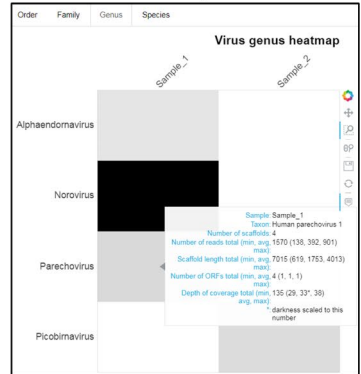 Order Family Genus Species
Virus genus heatmap
Sample_1 Sample_2
Alphaendornavirus
Norovirus
Parechovirus
Picobirnavirus
Sample: Sample_1
Taxon: Human parechovirus 1
Number of scaffolds: 4
Number of reads total (min, avg, max): 1570 (138, 392, 901)
Scaffold length total (min, avg, max): 7015 (619, 1753, 4013)
Number of ORFs total (min, avg, max): 4 (1, 1, 1)
Depth of coverage total (min, avg, max): 135 (29, 33*, 38)
*: darkness scaled to this number